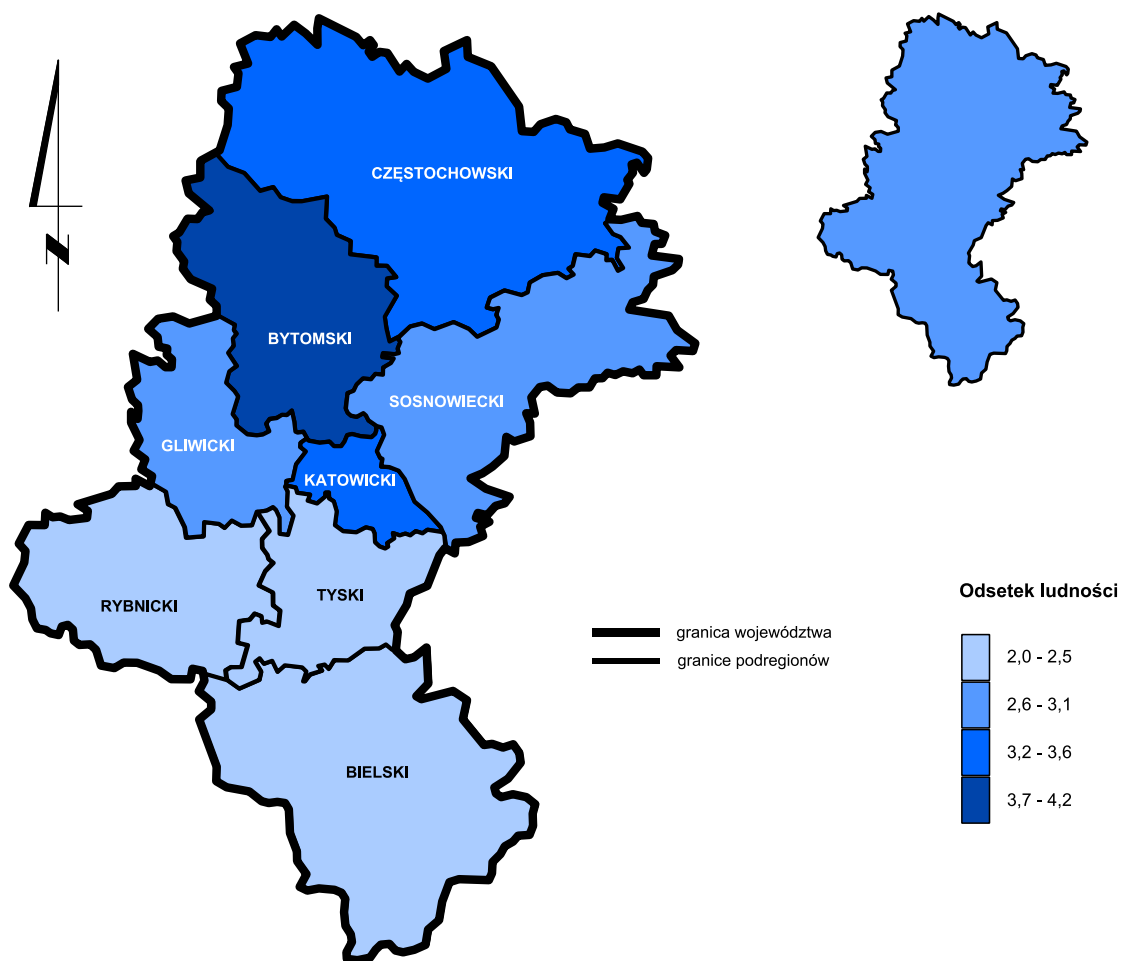 CZĘSTOCHOWSKI
BYTOMSKI
SOSNOWIECKI
GLIWICKI
KATOWICKI
RYBNICKI
TYSKI
BIELSKI
N
granica województwa
granice podregionów
Odsetek ludności
2,0 - 2,5
2,6 - 3,1
3,2 - 3,6
3,7 - 4,2